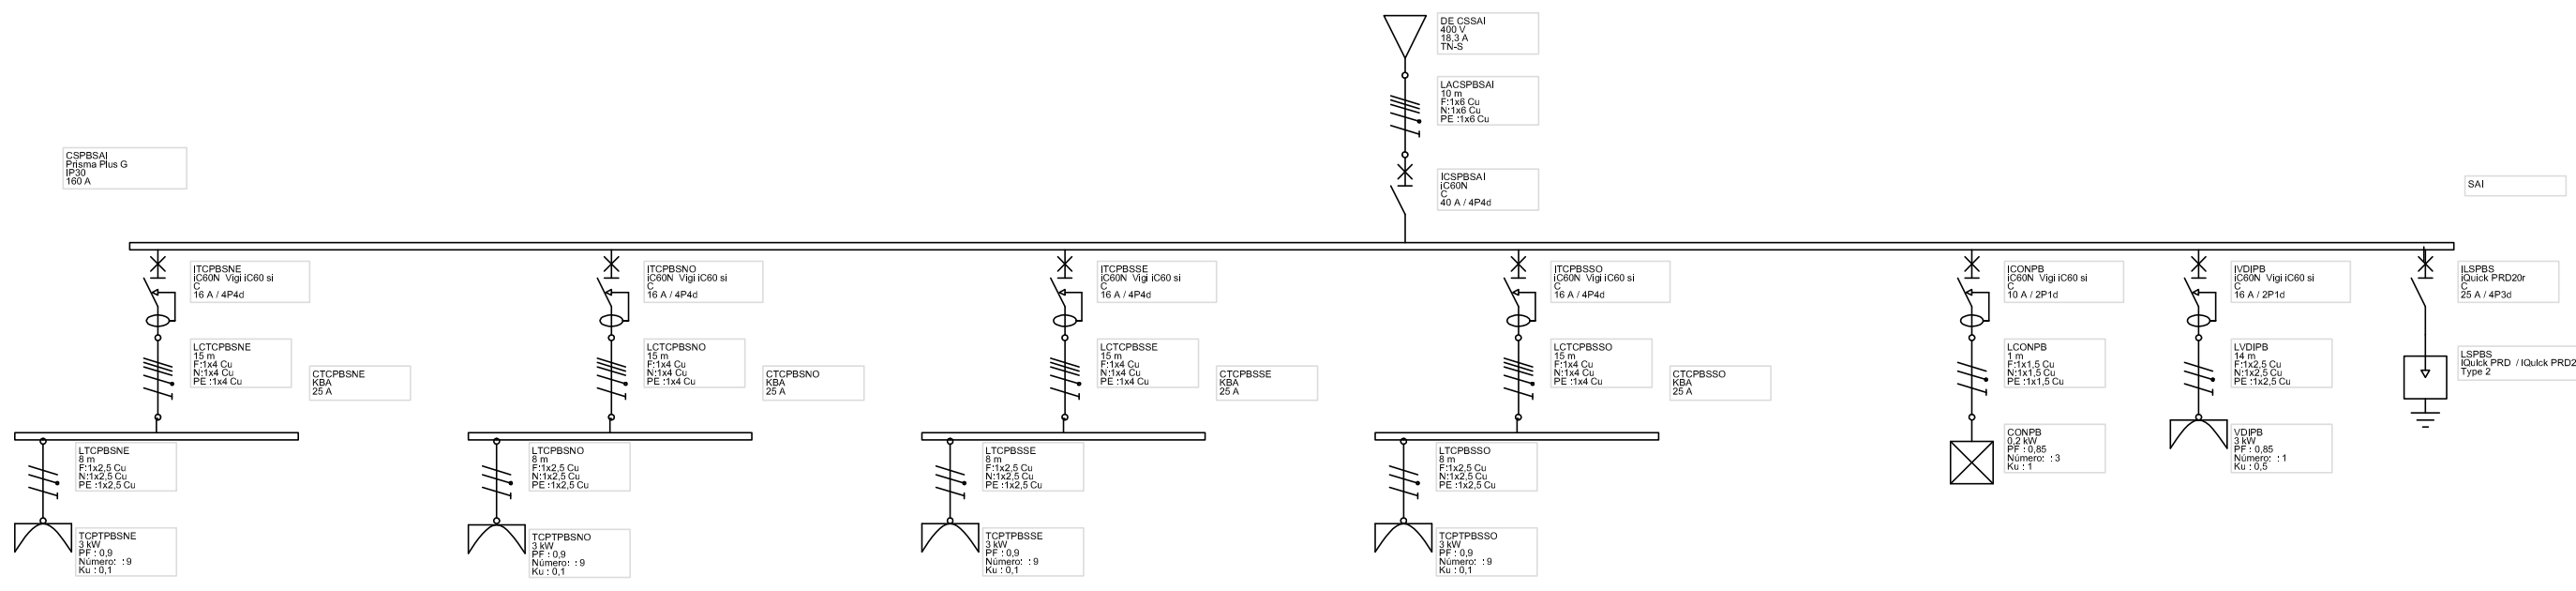 DE CSSAI
400 V
18,3 A
TN-S
LACSPBSAI
10 m
F:1x6 Cu
N:1x6 Cu
PE :1x6 Cu
CSPBSAI
Prisma Plus G
IP30
160 A
ICSPBSAI
iC60N
C
40 A / 4P4d
SAI
ITCPBSNE
iC60N Vigi iC60 si
C
16 A / 4P4d
ITCPBSNO
iC60N Vigi iC60 si
C
16 A / 4P4d
ITCPBSSE
iC60N Vigi iC60 si
C
16 A / 4P4d
ITCPBSSO
iC60N Vigi iC60 si
C
16 A / 4P4d
ICONPB
iC60N Vigi iC60 si
C
10 A / 2P1d
IVDIPB
iC60N Vigi iC60 si
C
16 A / 2P1d
ILSPBS
iQuick PRD20r
C
25 A / 4P3d
LCTCPBSNE
15 m
F:1x4 Cu
N:1x4 Cu
PE :1x4 Cu
CTCPBSNE
KBA
25 A
LCTCPBSNO
15 m
F:1x4 Cu
N:1x4 Cu
PE :1x4 Cu
CTCPBSNO
KBA
25 A
LCTCPBSSE
15 m
F:1x4 Cu
N:1x4 Cu
PE :1x4 Cu
CTCPBSSE
KBA
25 A
LCTCPBSSO
15 m
F:1x4 Cu
N:1x4 Cu
PE :1x4 Cu
CTCPBSSO
KBA
25 A
LCONPB
1 m
F:1x1,5 Cu
N:1x1,5 Cu
PE :1x1,5 Cu
LVDIPB
14 m
F:1x2,5 Cu
N:1x2,5 Cu
PE :1x2,5 Cu
LSPBS
IQuIck PRD / IQuIck PRD2
Type 2
LTCPBSNE
8 m
F:1x2,5 Cu
N:1x2,5 Cu
PE :1x2,5 Cu
LTCPBSNO
8 m
F:1x2,5 Cu
N:1x2,5 Cu
PE :1x2,5 Cu
LTCPBSSE
8 m
F:1x2,5 Cu
N:1x2,5 Cu
PE :1x2,5 Cu
LTCPBSSO
8 m
F:1x2,5 Cu
N:1x2,5 Cu
PE :1x2,5 Cu
CONPB
0,2 kW
PF : 0,85
Número: : 3
Ku : 1
VDIPB
3 kW
PF : 0,85
Número: : 1
Ku : 0,5
TCPTPBSNE
3 kW
PF : 0,9
Número: : 9
Ku : 0,1
TCPTPBSNO
3 kW
PF : 0,9
Número: : 9
Ku : 0,1
TCPTPBSSE
3 kW
PF : 0,9
Número: : 9
Ku : 0,1
TCPTPBSSO
3 kW
PF : 0,9
Número: : 9
Ku : 0,1